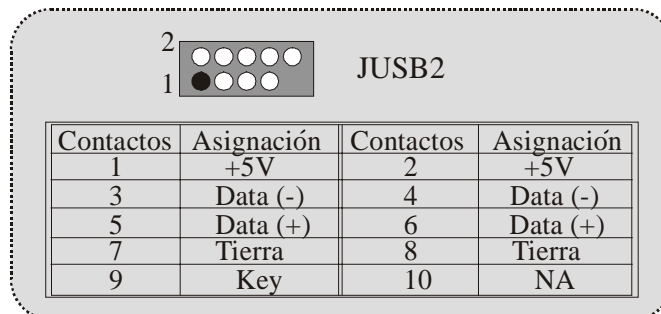 2
1
JUSB2
Contactos Asignación Contactos Asignación
1 +5V 2 +5V
3 Data (-) 4 Data (-)
5 Data (+) 6 Data (+)
7 Tierra 8 Tierra
9 Key 10 NA